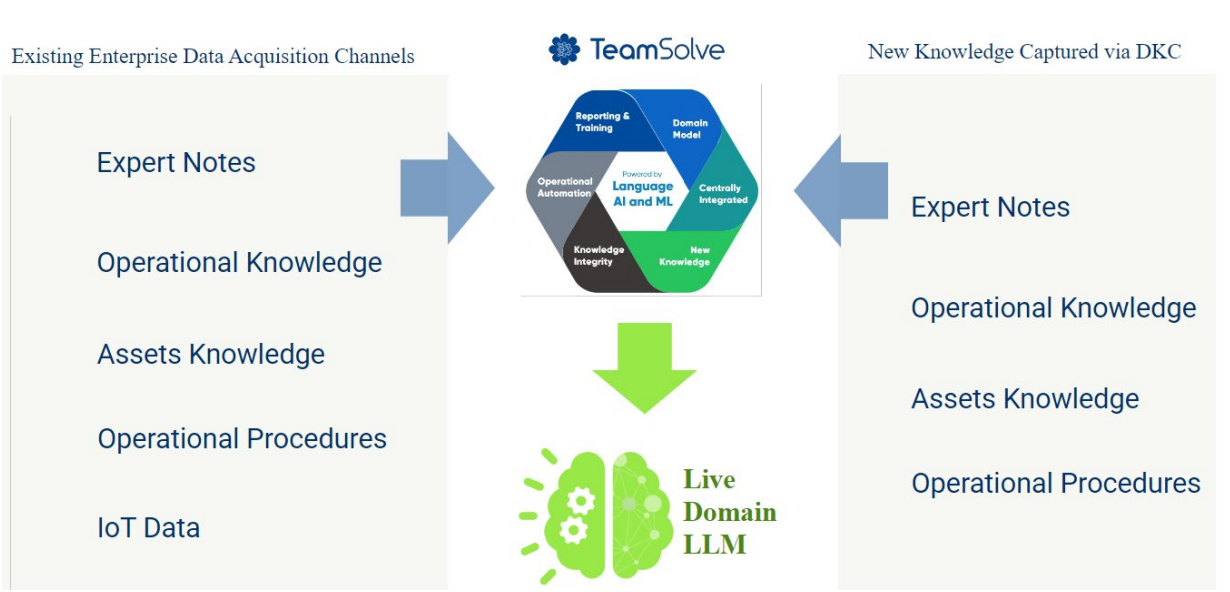 Existing Enterprise Data Acquisition Channels
Expert Notes
Operational Knowledge
Assets Knowledge
Operational Procedures
IoT Data
TeamSolve
Reporting &
Training
Domain
Model
Operational
Automation
Powered by
Language
AI and ML
Centrally
Integrated
Knowledge
Integrity
New
Knowledge
Live
Domain
LLM
New Knowledge Captured via DKC
Expert Notes
Operational Knowledge
Assets Knowledge
Operational Procedures